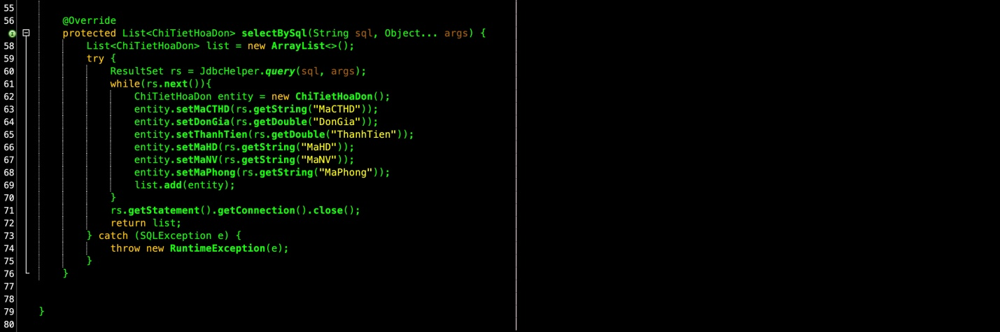 55
56 @Override
protected List<ChiTietHoaDon> selectBySql(String sql, Object... args) {
58 List<ChiTietHoaDon> list = new ArrayList<>();
59 try {
60 ResultSet rs = JdbcHelper.query(sql, args);
61 while(rs.next()){
62 ChiTietHoaDon entity = new ChiTietHoaDon();
63 entity.setMaCTHD(rs.getString("MaCTHD"));
64 entity.setDonGia(rs.getDouble("DonGia"));
65 entity.setThanhTien(rs.getDouble("ThanhTien"));
66 entity.setMaHD(rs.getString("MaHD"));
67 entity.setMaNV(rs.getString("MaNV"));
68 entity.setMaPhong(rs.getString("MaPhong"));
69 list.add(entity);
70 }
71 rs.getStatement().getConnection().close();
72 return list;
73 } catch (SQLException e) {
74 throw new RuntimeException(e);
75 }
76 }
77
78
79 }
80